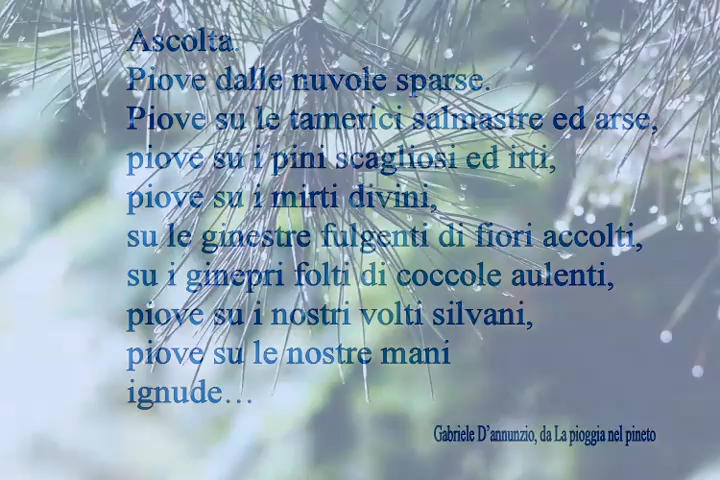 Ascolta.
Piove dalle nuvole sparse.
Piove su le tamerici salmastre ed arse,
piove su i pini scagliosi ed irti,
piove su i mirti divini,
su le ginestre fulgenti di fiori accolti,
su i ginepri folti di coccole aulenti,
piove su i nostri volti silvani,
piove su le nostre mani
ignude…
Gabriele D'annunzio, da La pioggia nel pineto